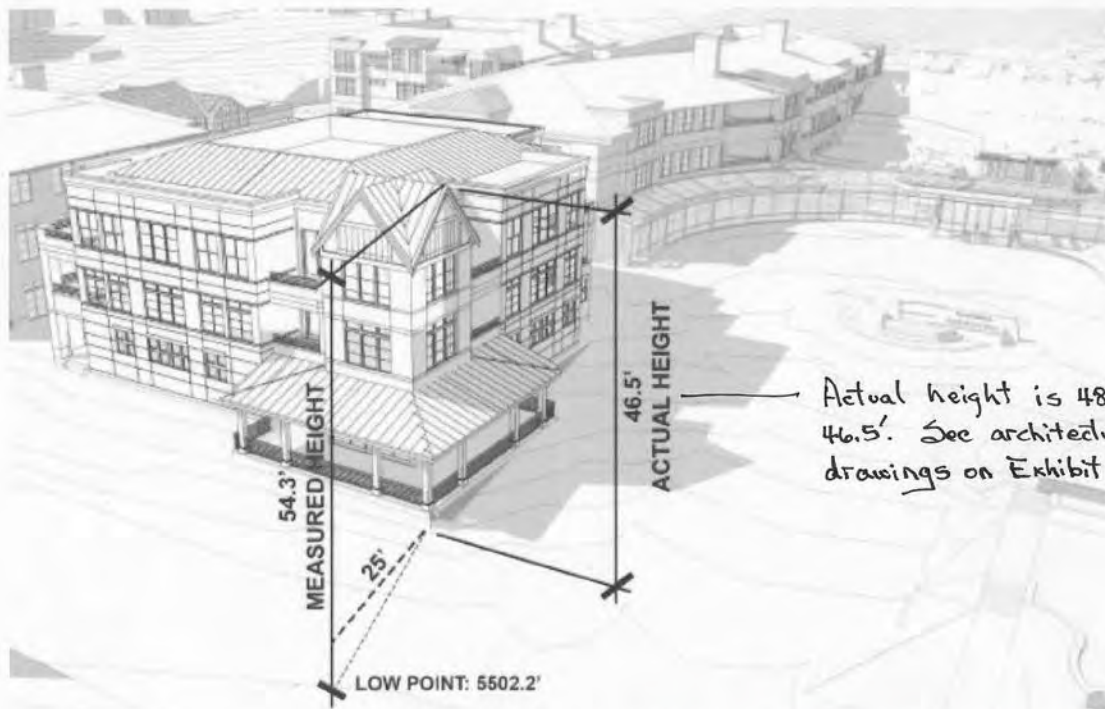 54.3'
MEASURED HEIGHT
46.5'
ACTUAL HEIGHT
Actual height is 48
46.5'. See
drawings on Exhibit
25'
LOW POINT: 5502.2'